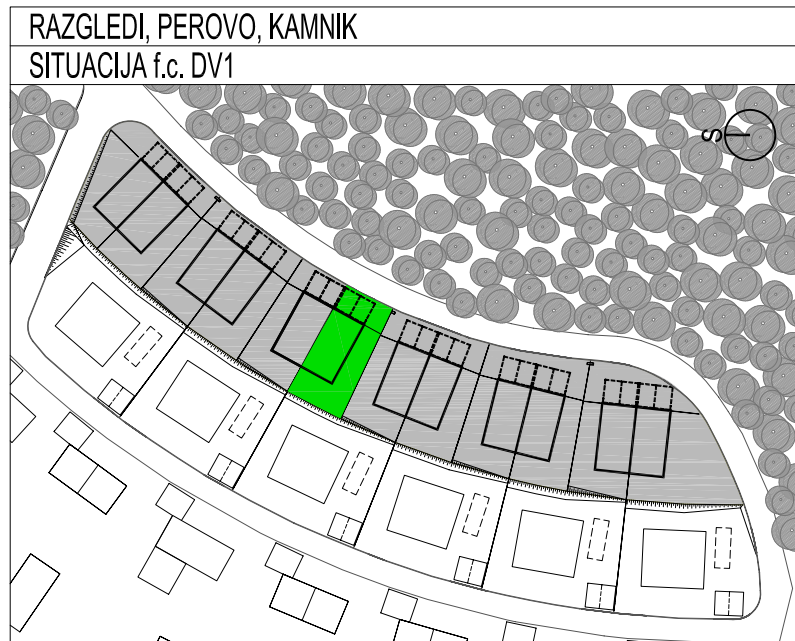 RAZGLEDI, PEROVO, KAMNIK
SITUACIJA f.c. DV1
S